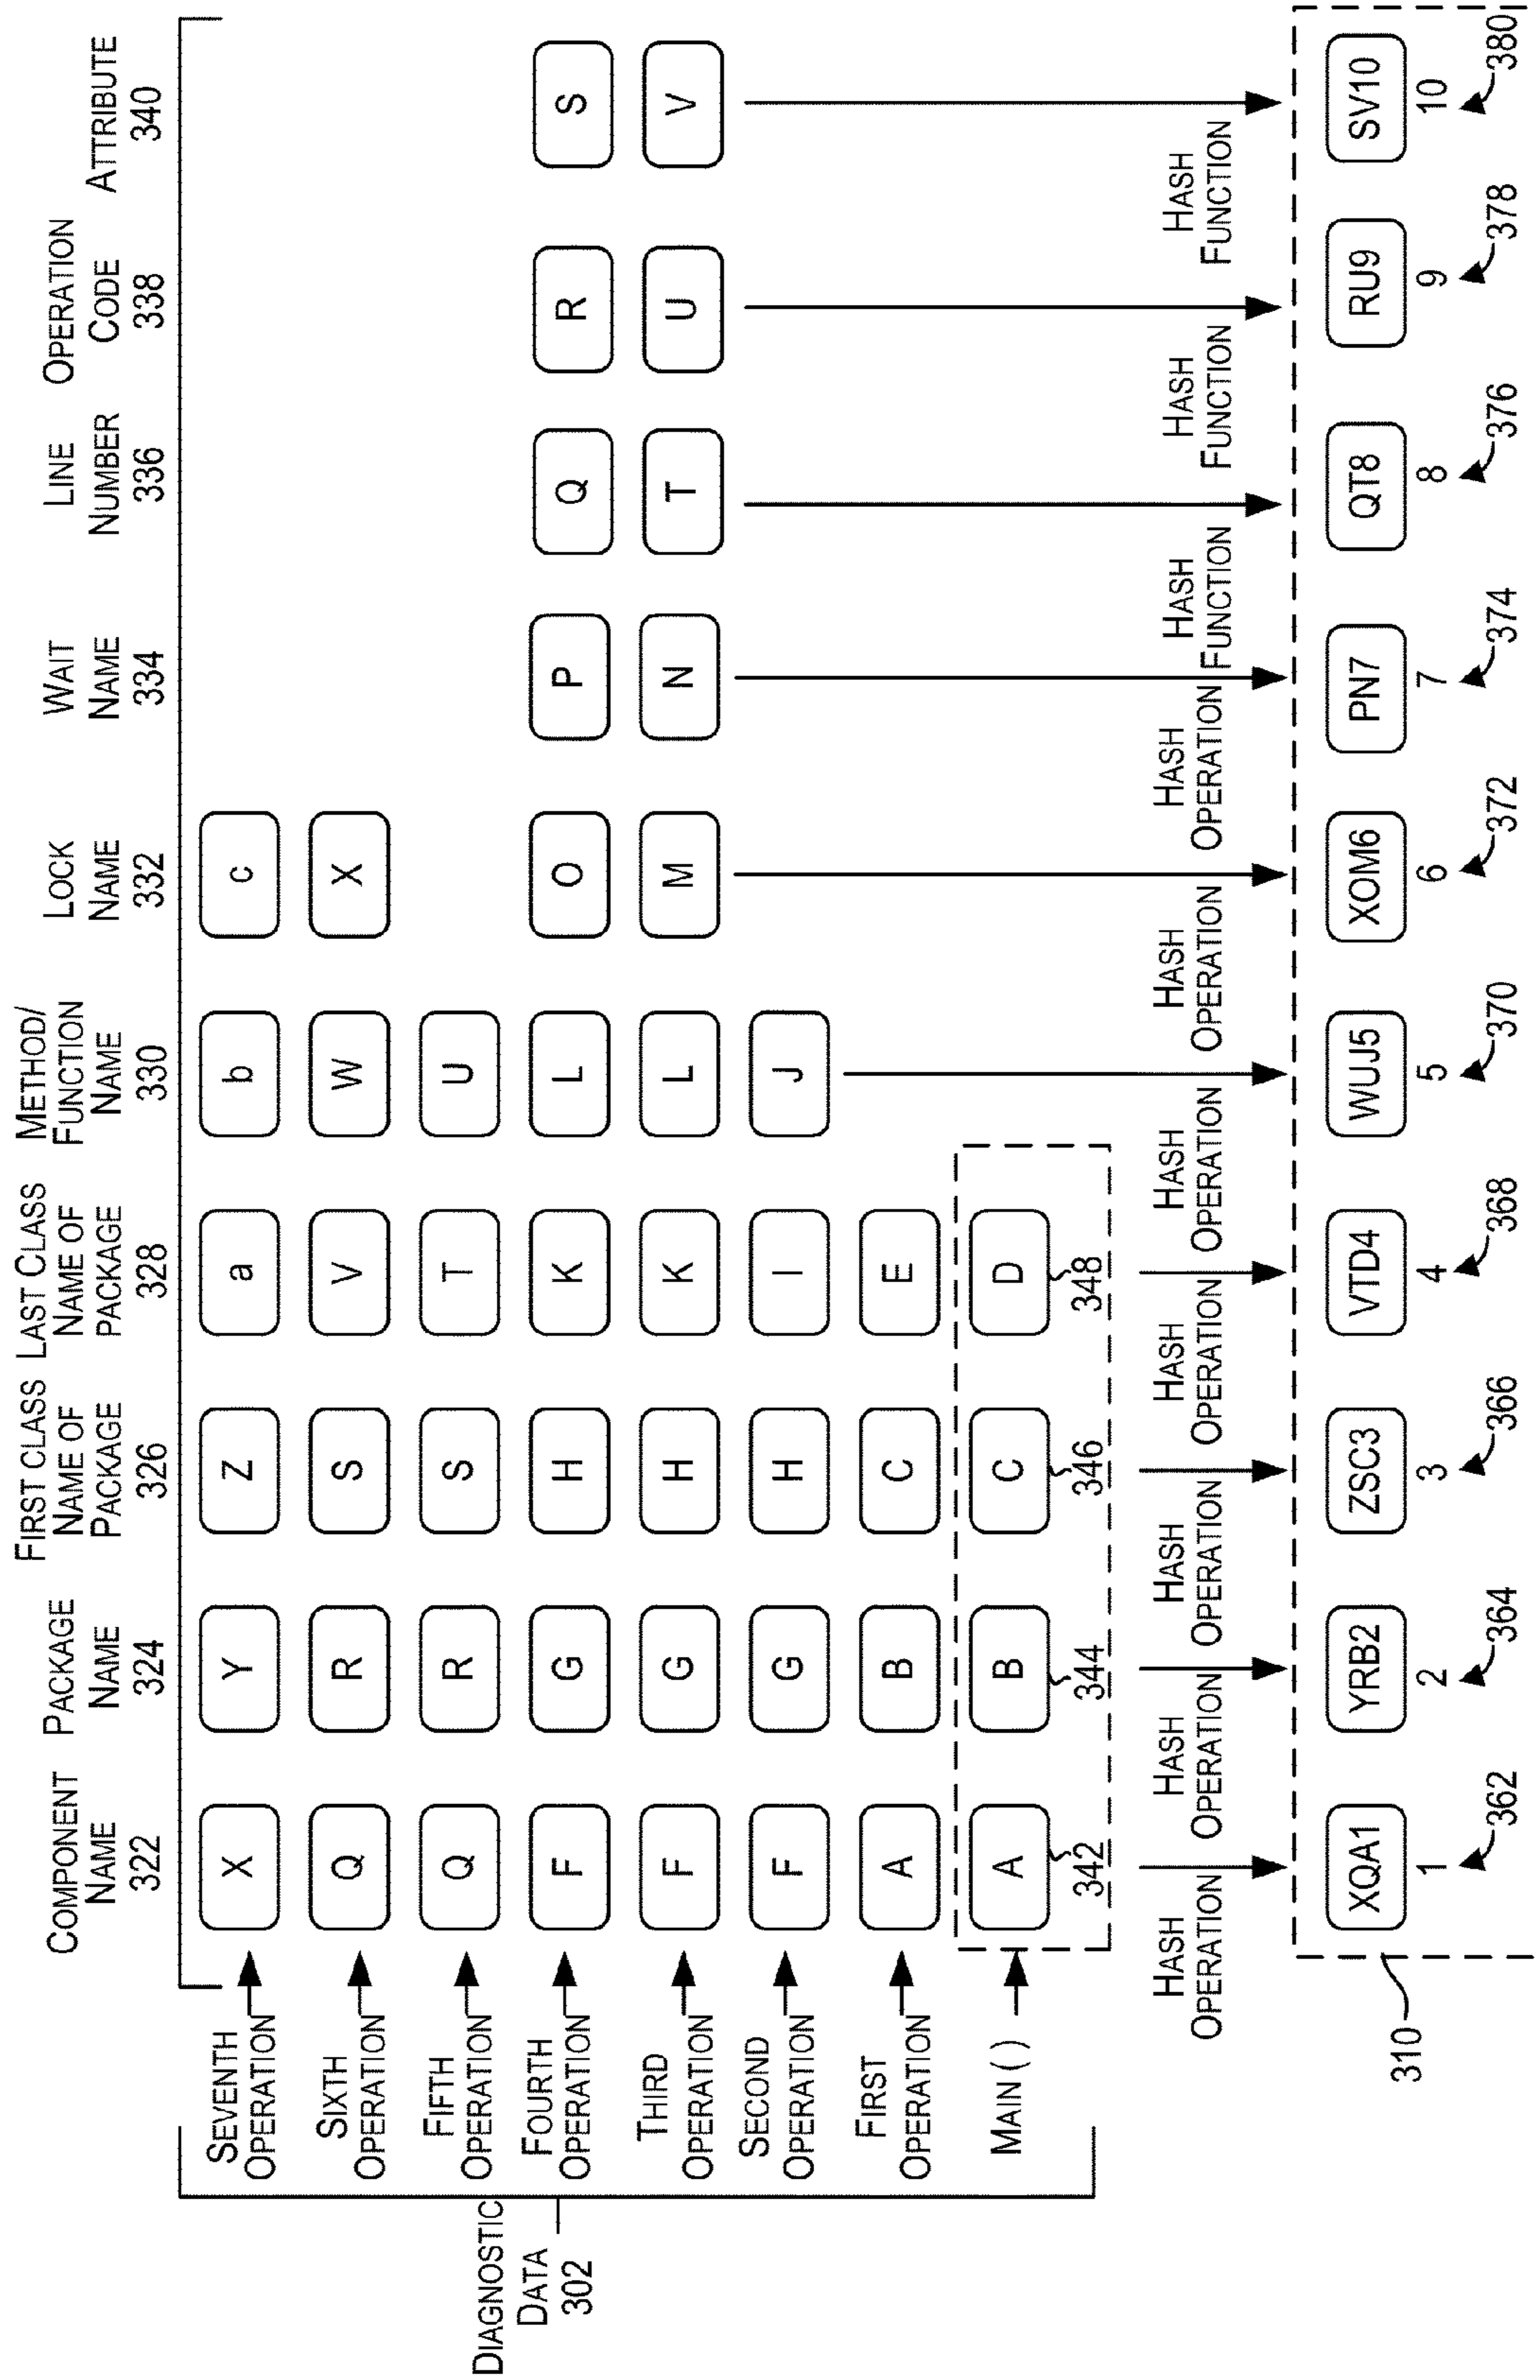 COMPONENT
NAME
322
PACKAGE
NAME
324
FIRST CLASS
NAME OF
PACKAGE
326
LAST CLASS
NAME OF
PACKAGE
328
METHOD/
FUNCTION
NAME
330
LOCK
NAME
332
WAIT
NAME
334
LINE
NUMBER
336
OPERATION
CODE
338
ATTRIBUTE
340
DIAGNOSTIC
DATA
302
SEVENTH
OPERATION
X
Y
Z
a
b
c
SIXTH
OPERATION
Q
R
S
V
W
X
FIFTH
OPERATION
Q
R
S
T
U
FOURTH
OPERATION
F
G
H
K
L
O
P
Q
R
S
THIRD
OPERATION
F
G
H
K
L
M
N
T
U
V
SECOND
OPERATION
F
G
H
I
J
FIRST
OPERATION
A
B
C
E
MAIN ( )
A
B
C
D
342
344
346
348
HASH
OPERATION
HASH
OPERATION
HASH
OPERATION
HASH
OPERATION
HASH
OPERATION
HASH
OPERATION
HASH
OPERATION
HASH
FUNCTION
HASH
FUNCTION
HASH
FUNCTION
310
XQA1
YRB2
ZSC3
VTD4
WUJ5
XOM6
PN7
QT8
RU9
SV10
1
2
3
4
5
6
7
8
9
10
362
364
366
368
370
372
374
376
378
380